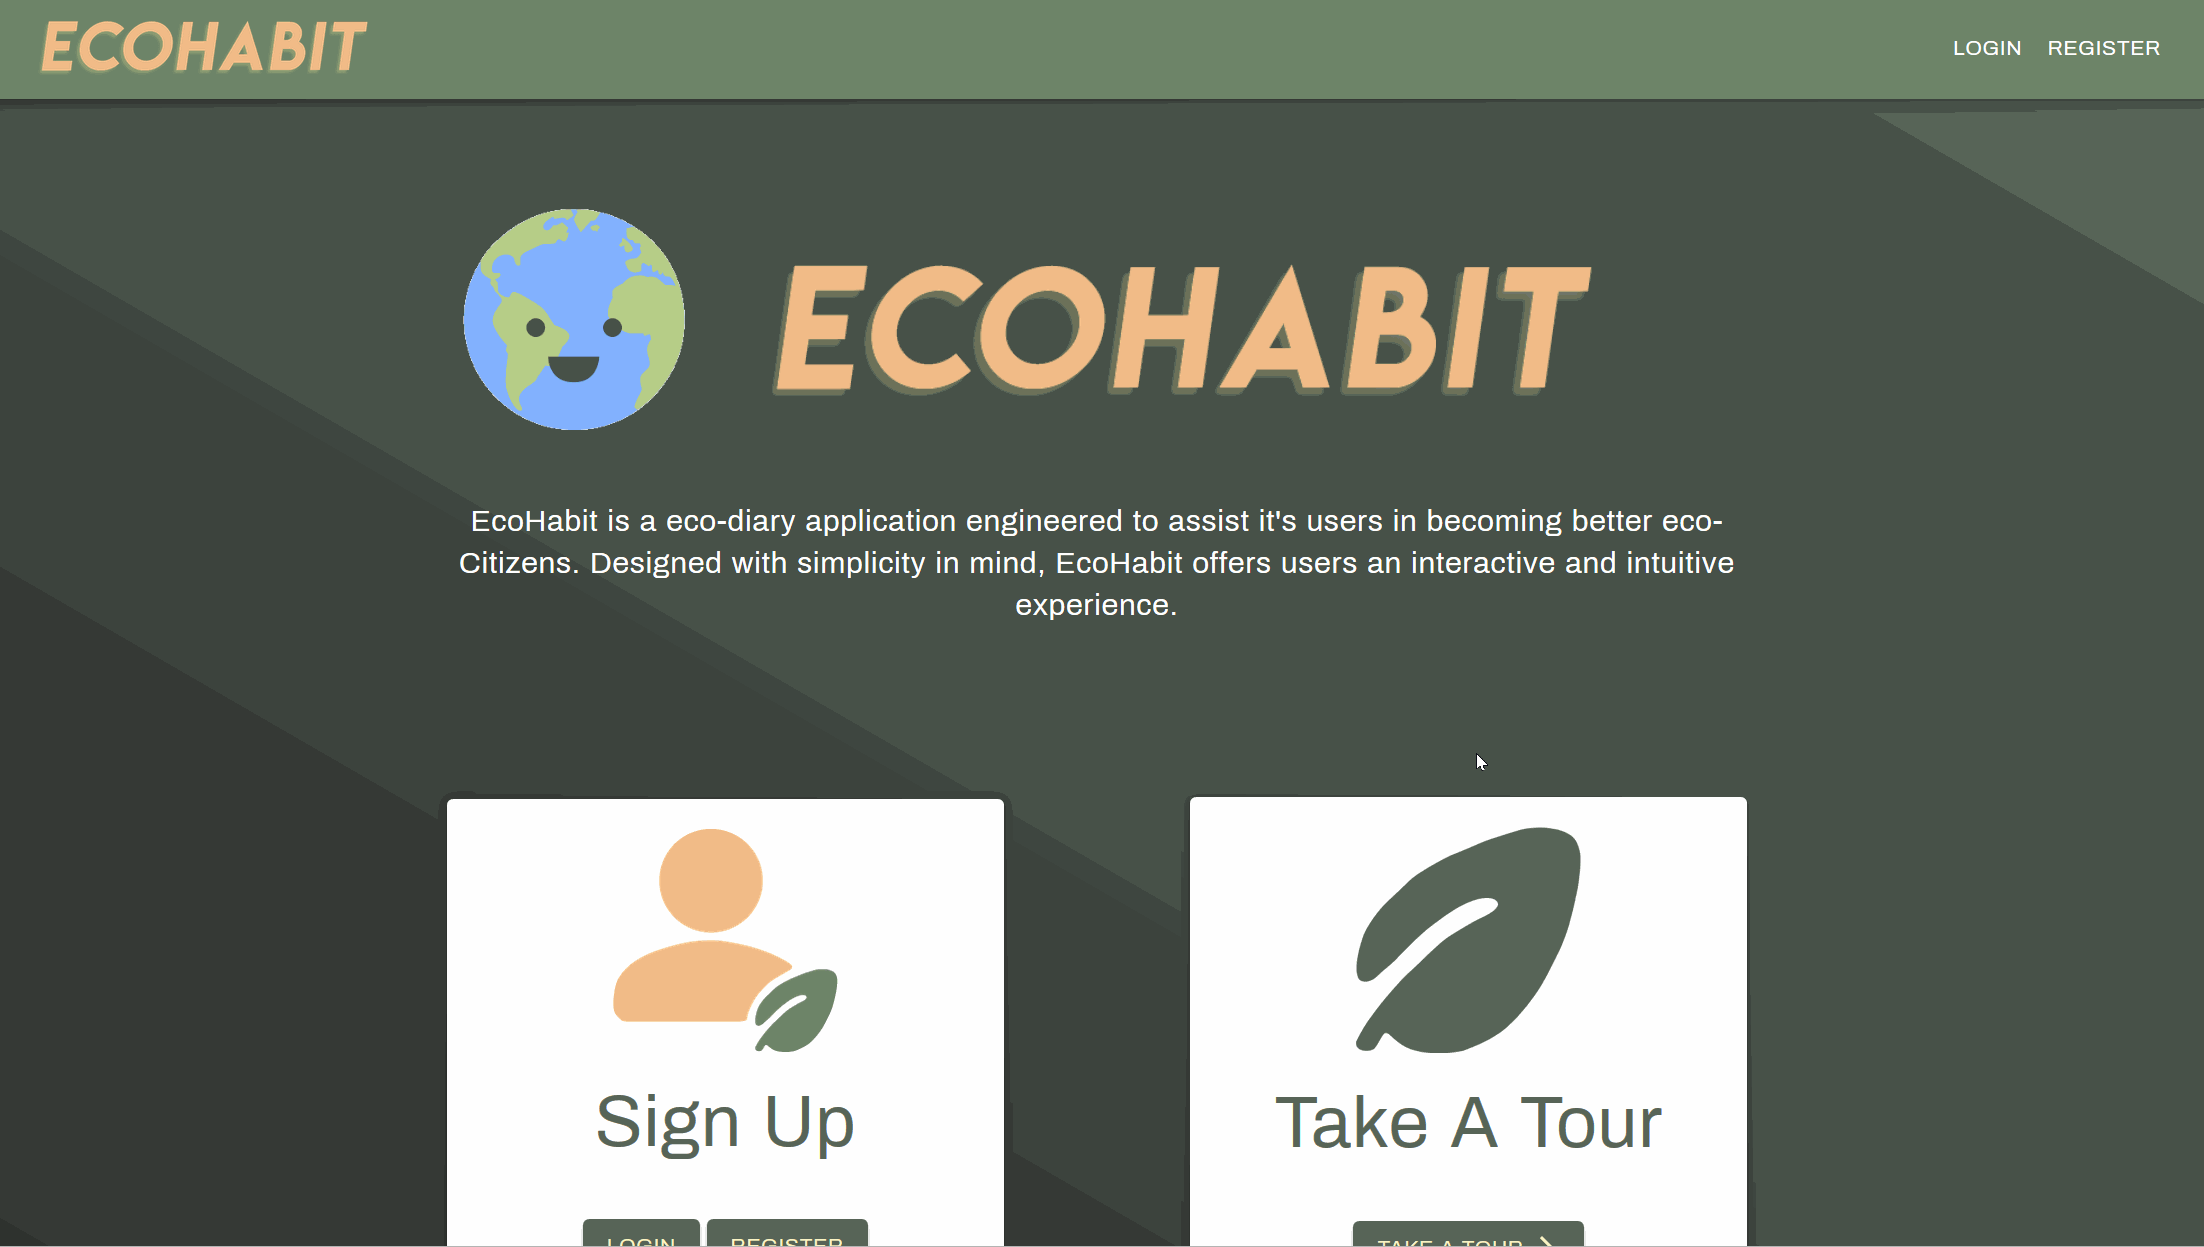 ECOHABIT
LOGIN REGISTER
ECOHABIT
EcoHabit is a eco-diary application engineered to assist it's users in becoming better eco-
Citizens. Designed with simplicity in mind, EcoHabit offers users an interactive and intuitive
experience.
Sign Up
LOGIN REGISTER
Take A Tour
TAKE A TOUR